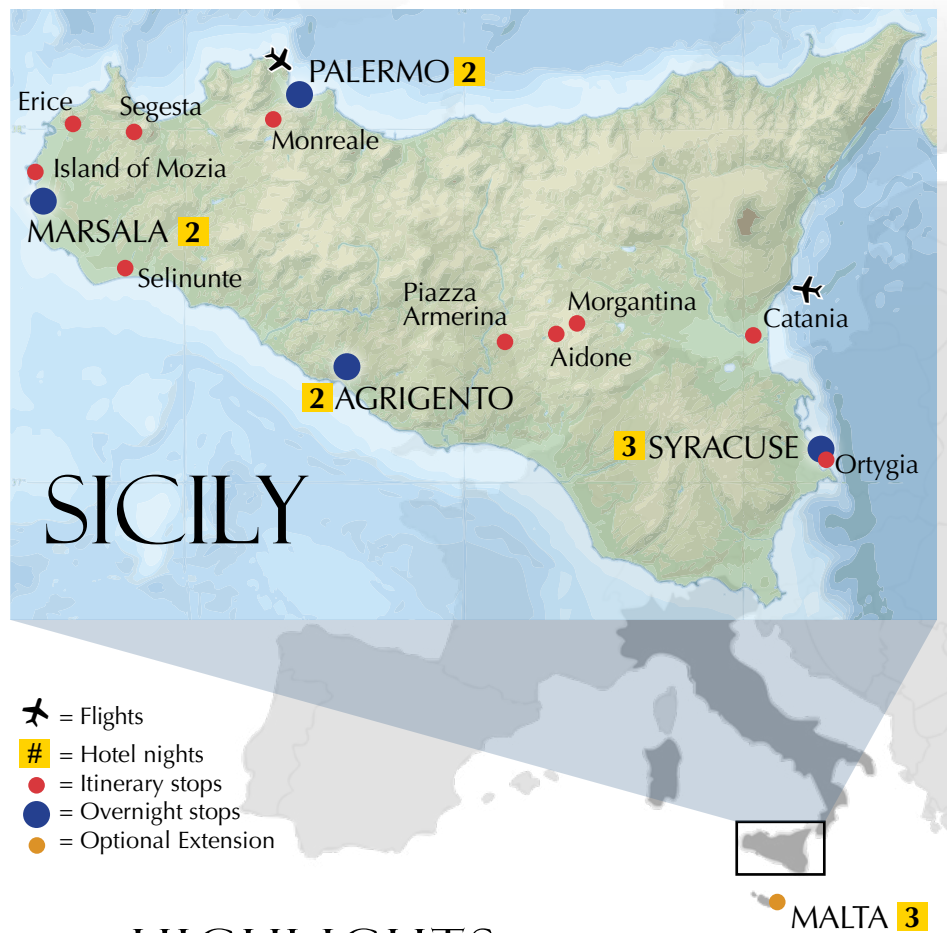 PALERMO 2
Erice
Segesta
Monreale
Island of Mozia
MARSALA 2
Selinunte
Piazza
Armerina
Morgantina
Aidone
Catania
2 AGRIGENTO
3 SYRACUSE
Ortygia
SICILY
= Flights
# = Hotel nights
= Itinerary stops
= Overnight stops
= Optional Extension
MALTA 3
HIGHLIGHTS